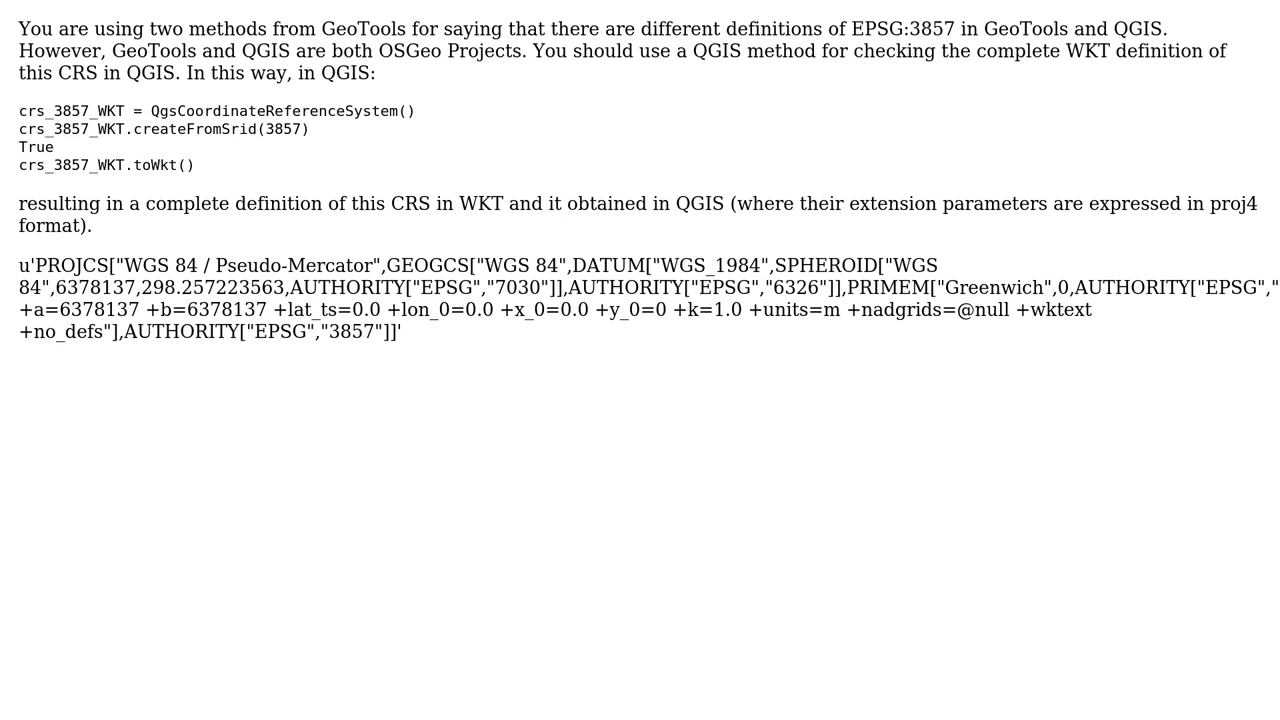 You are using two methods from GeoTools for saying that there are different definitions of EPSG:3857 in GeoTools and QGIS.
However, GeoTools and QGIS are both OSGeo Projects. You should use a QGIS method for checking the complete WKT definition of
this CRS in QGIS. In this way, in QGIS:
crs_3857_WKT = QgsCoordinateReferenceSystem()
crs_3857_WKT.createFromSrid(3857)
True
crs_3857_WKT.toWkt()
resulting in a complete definition of this CRS in WKT and it obtained in QGIS (where their extension parameters are expressed in proj4
format).
u'PROJCS["WGS 84 / Pseudo-Mercator",GEOGCS["WGS 84",DATUM["WGS_1984",SPHEROID["WGS
84",6378137,298.257223563,AUTHORITY["EPSG","7030"]],AUTHORITY["EPSG","6326"]],PRIMEM["Greenwich",0,AUTHORITY["EPSG","
+a=6378137 +b=6378137 +lat_ts=0.0 +lon_0=0.0 +x_0=0.0 +y_0=0 +k=1.0 +units=m +nadgrids=@null +wktext
+no_defs"],AUTHORITY["EPSG","3857"]]'